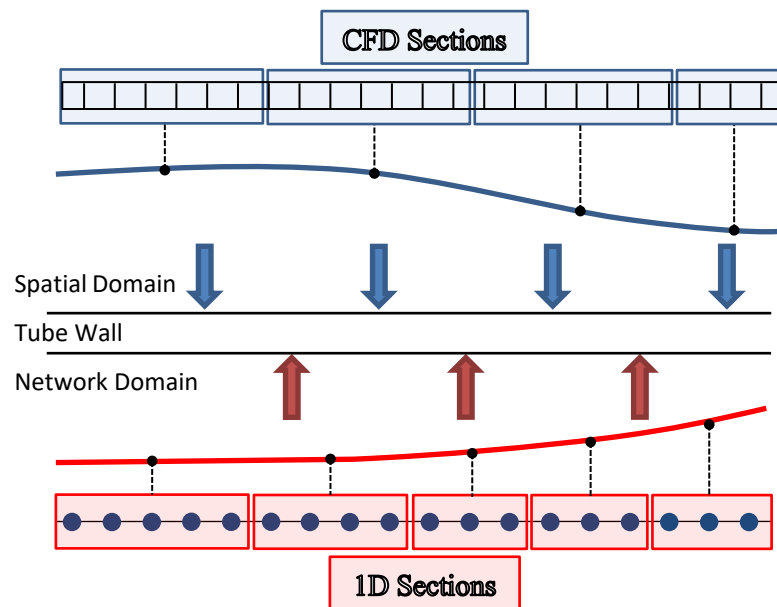 CFD Sections
Spatial Domain
Tube Wall
Network Domain
1D Sections